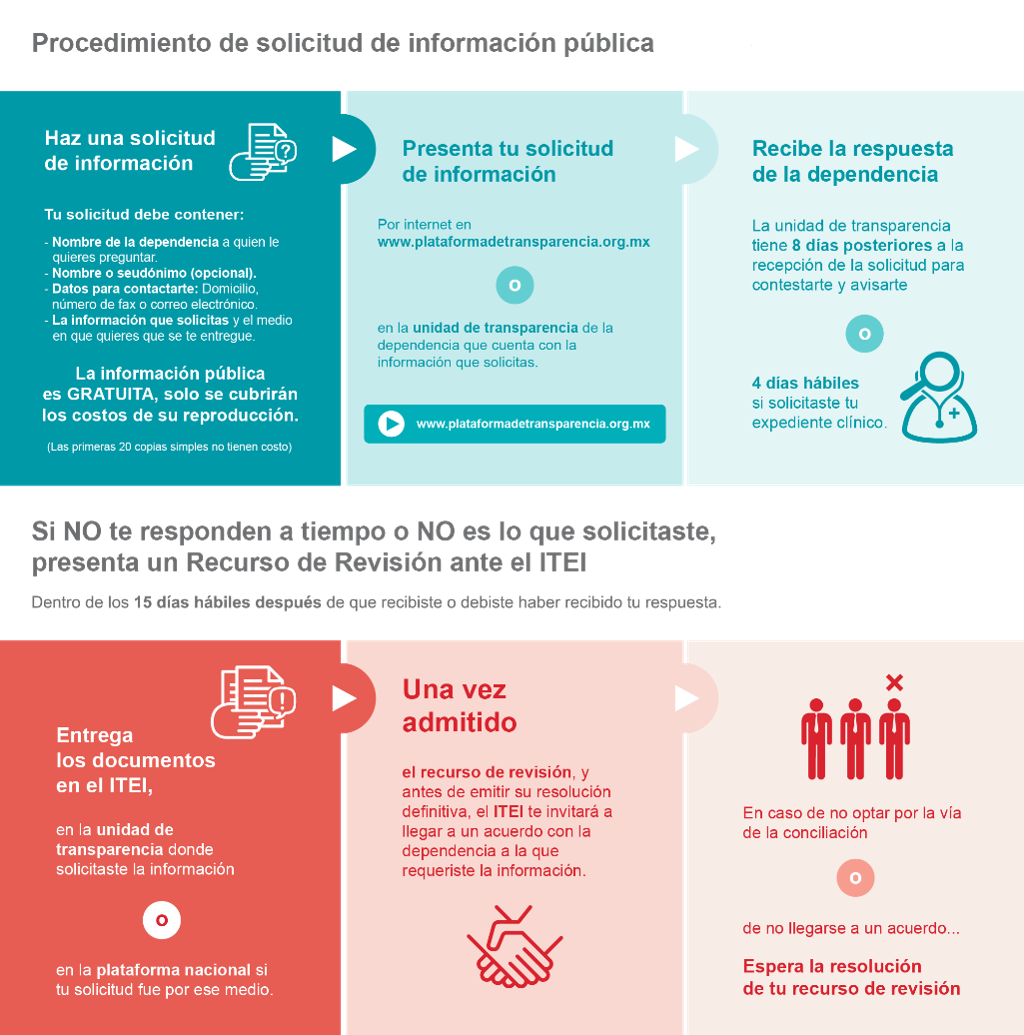 Procedimiento de solicitud de información pública
Haz una solicitud
de información
?
Tu solicitud debe contener:
- Nombre de la dependencia a quien le
quieres preguntar.
- Nombre o seudónimo (opcional).
- Datos para contactarte: Domicilio,
número de fax o correo electrónico.
- La información que solicitas y el medio
en que quieres que se te entregue.
La información pública
es GRATUITA, solo se cubrirán
los costos de su reproducción.
(Las primeras 20 copias simples no tienen costo)
Presenta tu solicitud
de información
Por internet en
www.plataformadetransparencia.org.mx
o
en la unidad de transparencia de la
dependencia que cuenta con la
información que solicitas.
www.plataformadetransparencia.org.mx
Recibe la respuesta
de la dependencia
La unidad de transparencia
tiene 8 días posteriores a la
recepción de la solicitud para
contestarte y avisarte
o
4 días hábiles
si solicitaste tu
expediente clínico.
Si NO te responden a tiempo o NO es lo que solicitaste,
presenta un Recurso de Revisión ante el ITEI
Dentro de los 15 días hábiles después de que recibiste o debiste haber recibido tu respuesta.
!
Entrega
los documentos
en el ITEI,
en la unidad de
transparencia donde
solicitaste la información
o
en la plataforma nacional si
tu solicitud fue por ese medio.
Una vez
admitido
el recurso de revisión, y
antes de emitir su resolución
definitiva, el ITEI te invitará a
llegar a un acuerdo con la
dependencia a la que
requeriste la información.
En caso de no optar por la vía
de la conciliación
o
de no llegarse a un acuerdo...
Espera la resolución
de tu recurso de revisión